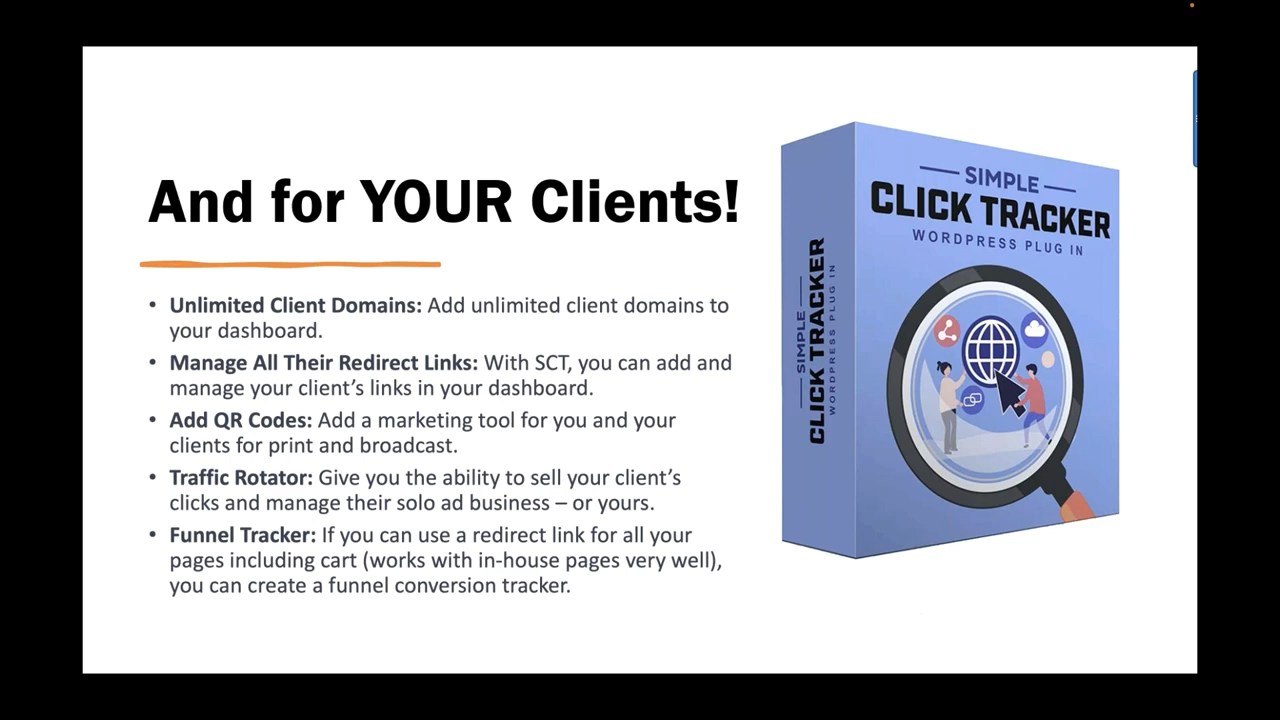 And for YOUR Clients!
• Unlimited Client Domains: Add unlimited client domains to
your dashboard.
• Manage All Their Redirect Links: With SCT, you can add and
manage your client’s links in your dashboard.
• Add QR Codes: Add a marketing tool for you and your
clients for print and broadcast.
• Traffic Rotator: Give you the ability to sell your client’s
clicks and manage their solo ad business – or yours.
• Funnel Tracker: If you can use a redirect link for all your
pages including cart (works with in-house pages very well),
you can create a funnel conversion tracker.
SIMPLE
CLICK TRACKER
WORDPRESS PLUG IN
SIMPLE
CLICK TRACKER
WORDPRESS PLUG IN